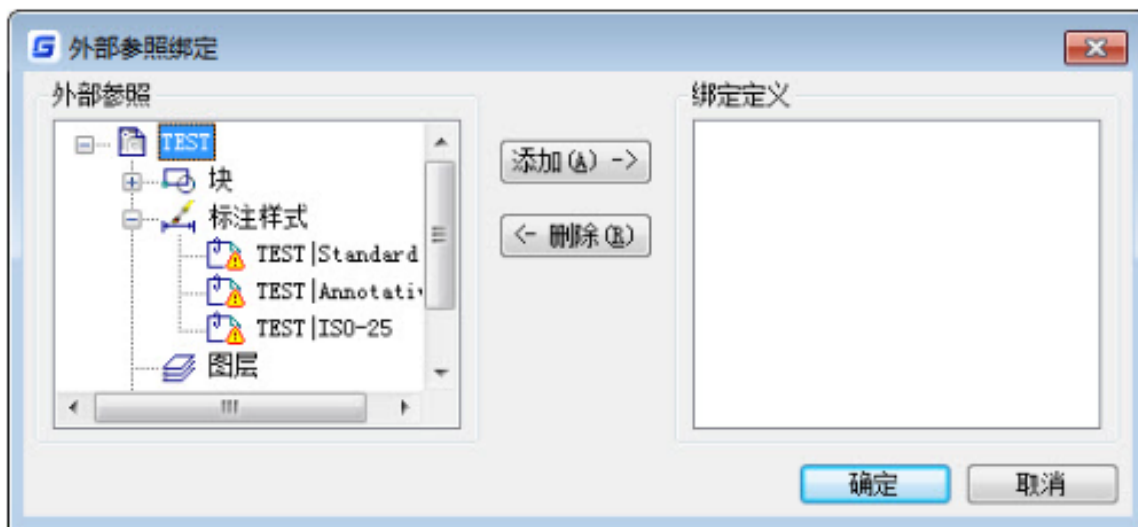 外部参照绑定
外部参照
TEST
块
标注样式
TEST|Standard
TEST|Annotativ
TEST|ISO-25
图层
添加(A) ->
<- 删除(R)
绑定定义
确定
取消